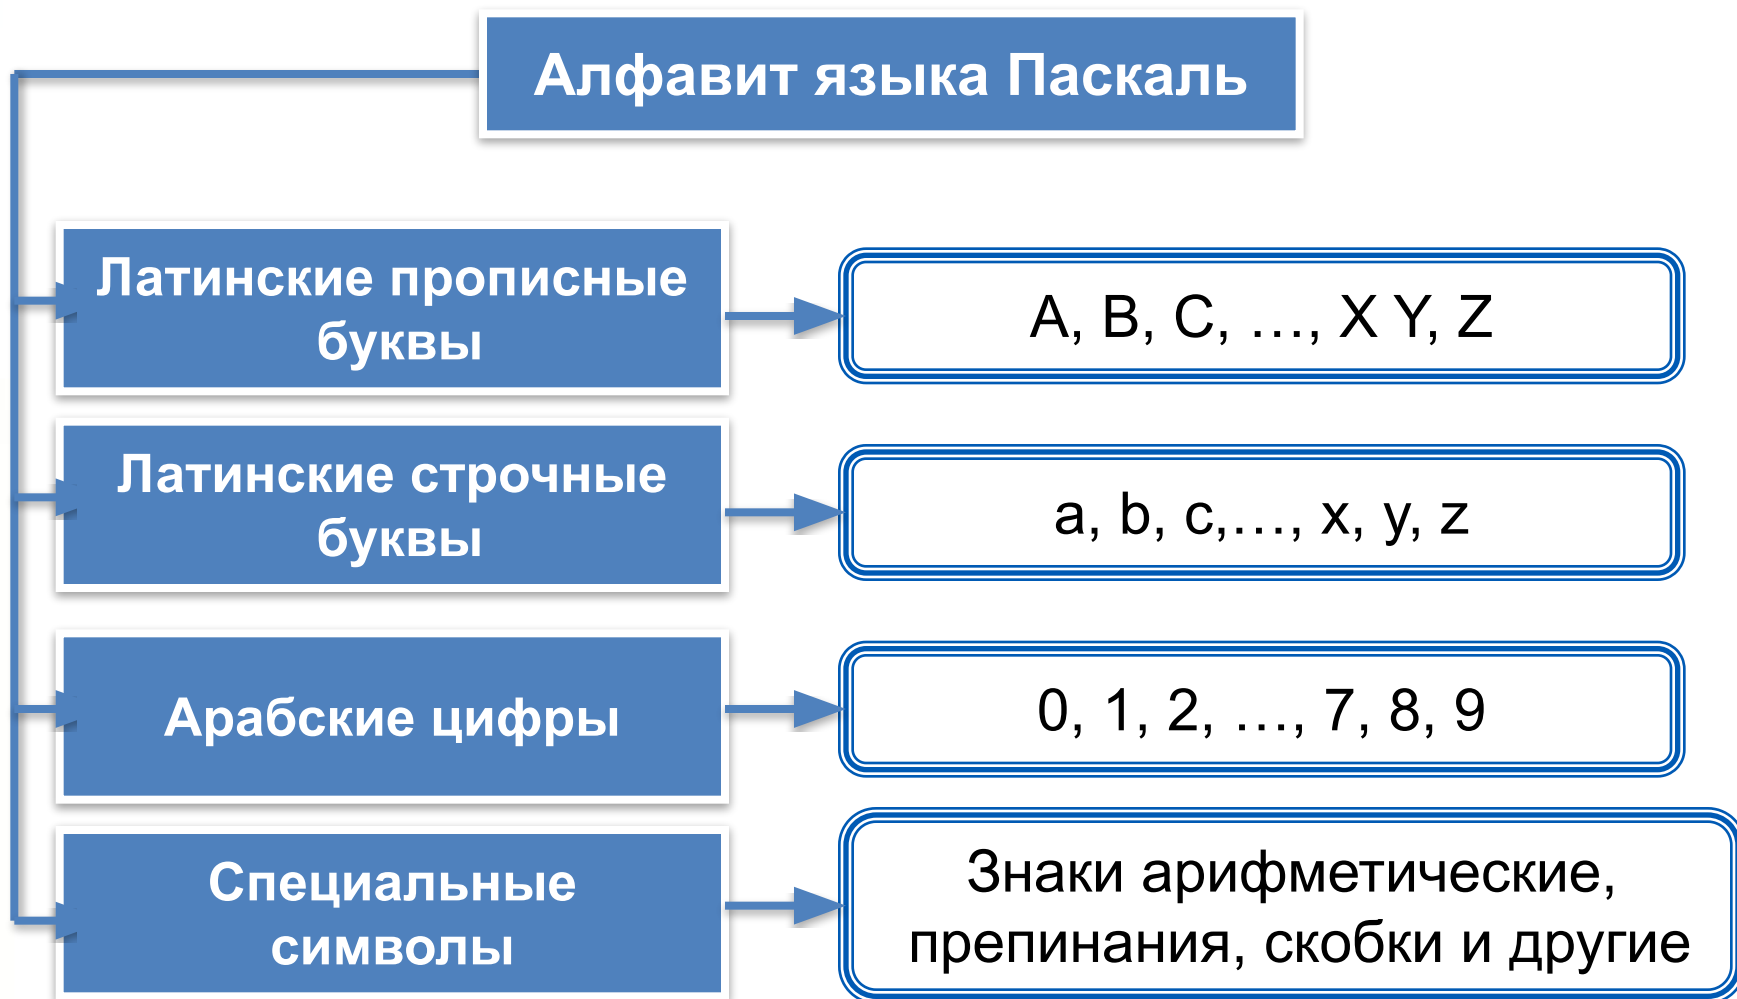 Алфавит языка Паскаль
Латинские прописные
буквы
A, B, C, …, X Y, Z
Латинские строчные
буквы
a, b, c,…, x, y, z
Арабские цифры
0, 1, 2, …, 7, 8, 9
Специальные
символы
Знаки арифметические,
препинания, скобки и другие